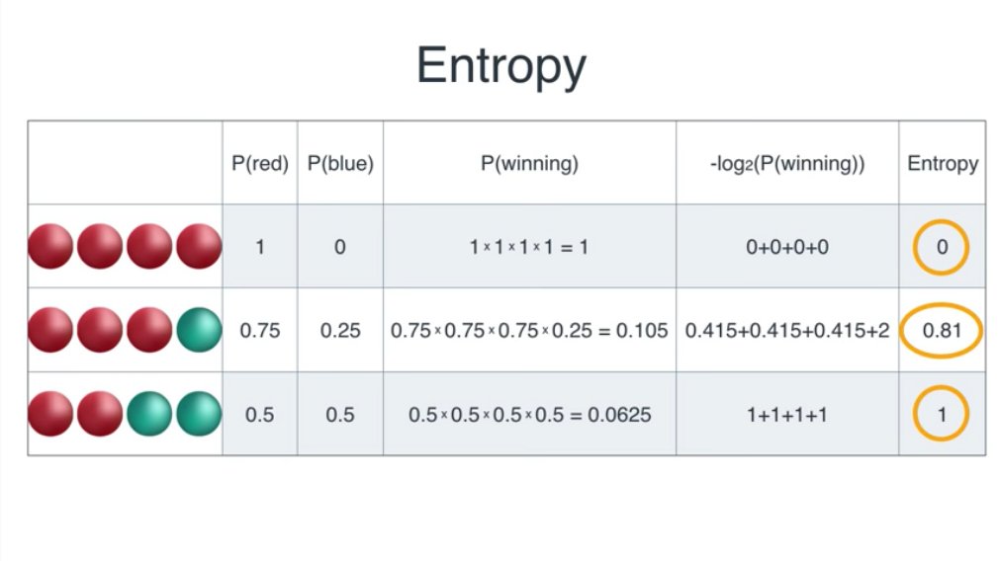 Entropy
P(red) P(blue) P(winning) -log2(P(winning)) Entropy
1 0 1×1×1×1 = 1 0+0+0+0 0
0.75 0.25 0.75×0.75×0.75×0.25 = 0.105 0.415+0.415+0.415+2 0.81
0.5 0.5 0.5×0.5×0.5×0.5 = 0.0625 1+1+1+1 1